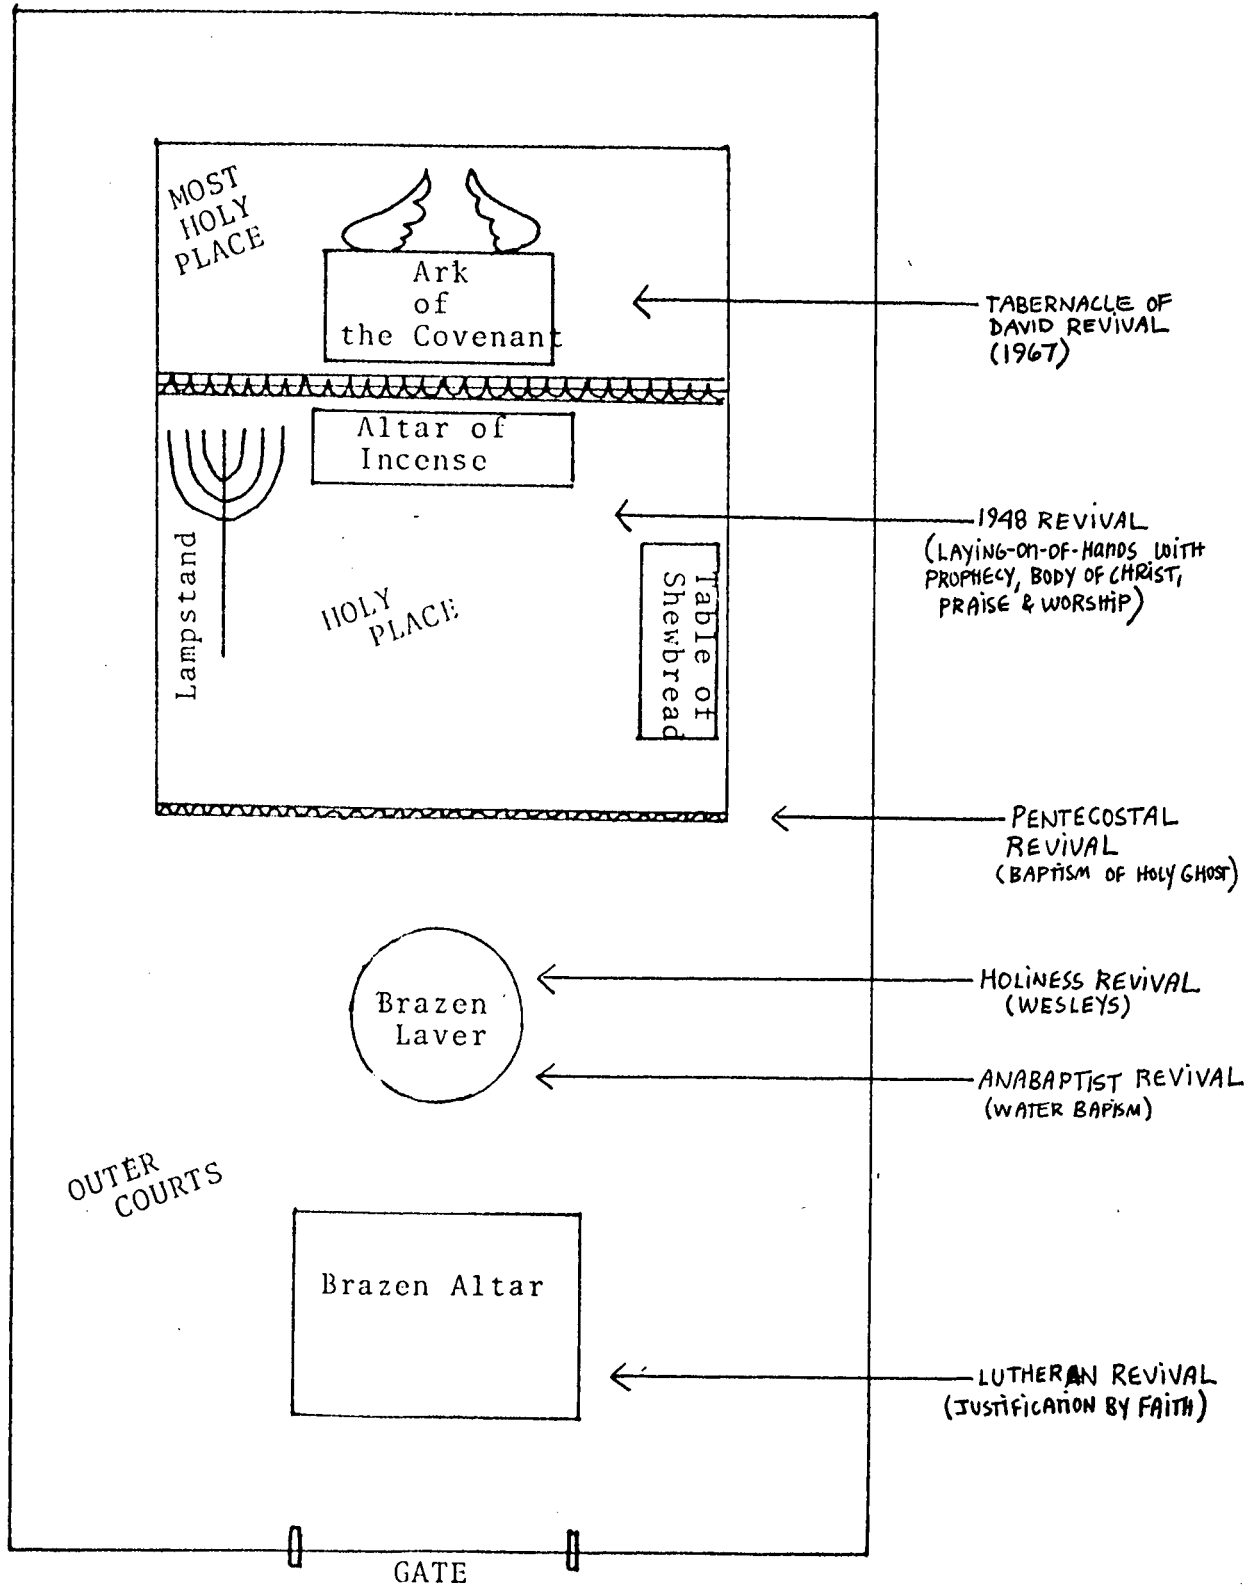 MOST
HOLY
PLACE
Ark
of
the Covenant
TABERNACLE OF
DAVID REVIVAL
(1967)
Altar of
Incense
Lampstand
HOLY
PLACE
Table of
Shewbread
1948 REVIVAL
(LAYING-ON-OF-HANDS WITH
PROPHECY, BODY OF CHRIST,
PRAISE & WORSHIP)
PENTECOSTAL
REVIVAL
(BAPTISM OF HOLY GHOST)
Brazen
Laver
HOLINESS REVIVAL
(WESLEYS)
ANABAPTIST REVIVAL
(WATER BAPISM)
OUTER
COURTS
Brazen Altar
LUTHERAN REVIVAL
(JUSTIFICATION BY FAITH)
GATE